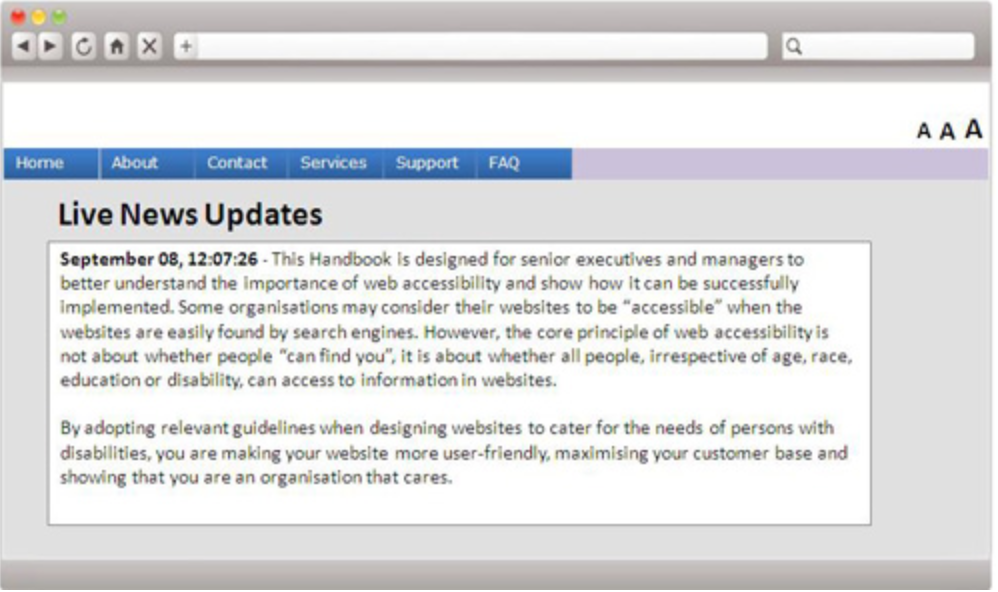 A A A
Home About Contact Services Support FAQ
Live News Updates
September 08, 12:07:26 - This Handbook is designed for senior executives and managers to
better understand the importance of web accessibility and show how it can be successfully
implemented. Some organisations may consider their websites to be “accessible” when the
websites are easily found by search engines. However, the core principle of web accessibility is
not about whether people “can find you”, it is about whether all people, irrespective of age, race,
education or disability, can access to information in websites.
By adopting relevant guidelines when designing websites to cater for the needs of persons with
disabilities, you are making your website more user-friendly, maximising your customer base and
showing that you are an organisation that cares.